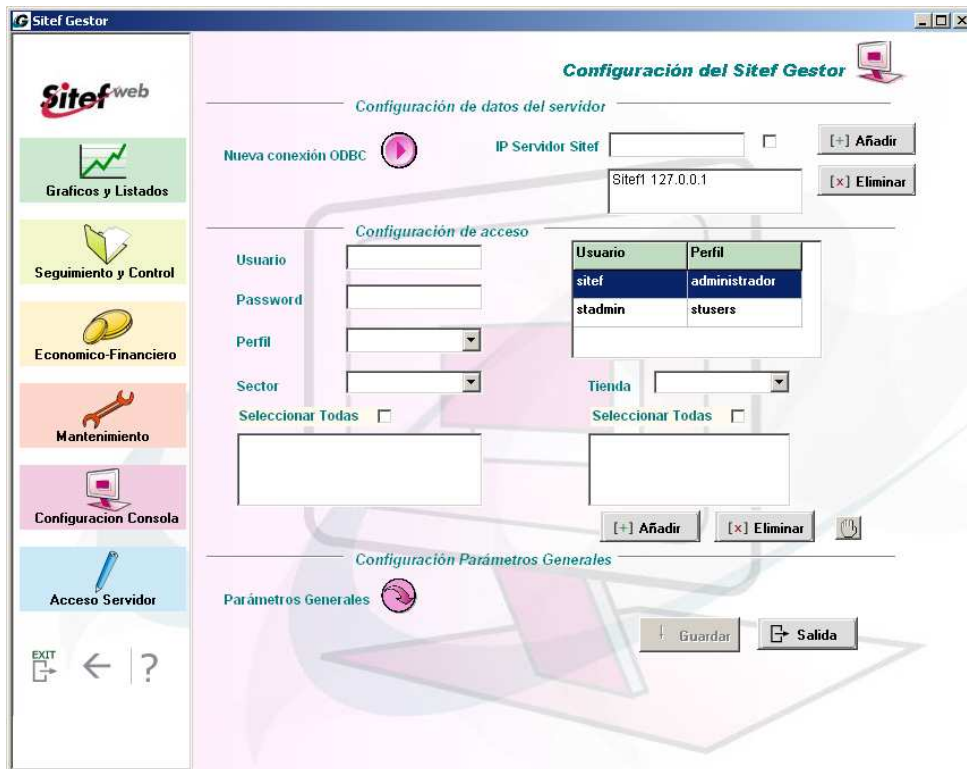 Sitef Gestor
Sitef web
Graficos y Listados
Seguimiento y Control
Economico-Financiero
Mantenimiento
Configuracion Consola
Acceso Servidor
EXIT
?
Configuración del Sitef Gestor
Configuración de datos del servidor
Nueva conexión ODBC
IP Servidor Sitef
[+] Añadir
Sitef1 127.0.0.1
[x] Eliminar
Configuración de acceso
Usuario
Password
Perfil
Sector
Seleccionar Todas
Usuario Perfil
sitef administrador
stadmin stusers
Tienda
Seleccionar Todas
[+] Añadir
[x] Eliminar
Configuración Parámetros Generales
Parámetros Generales
Guardar
Salida